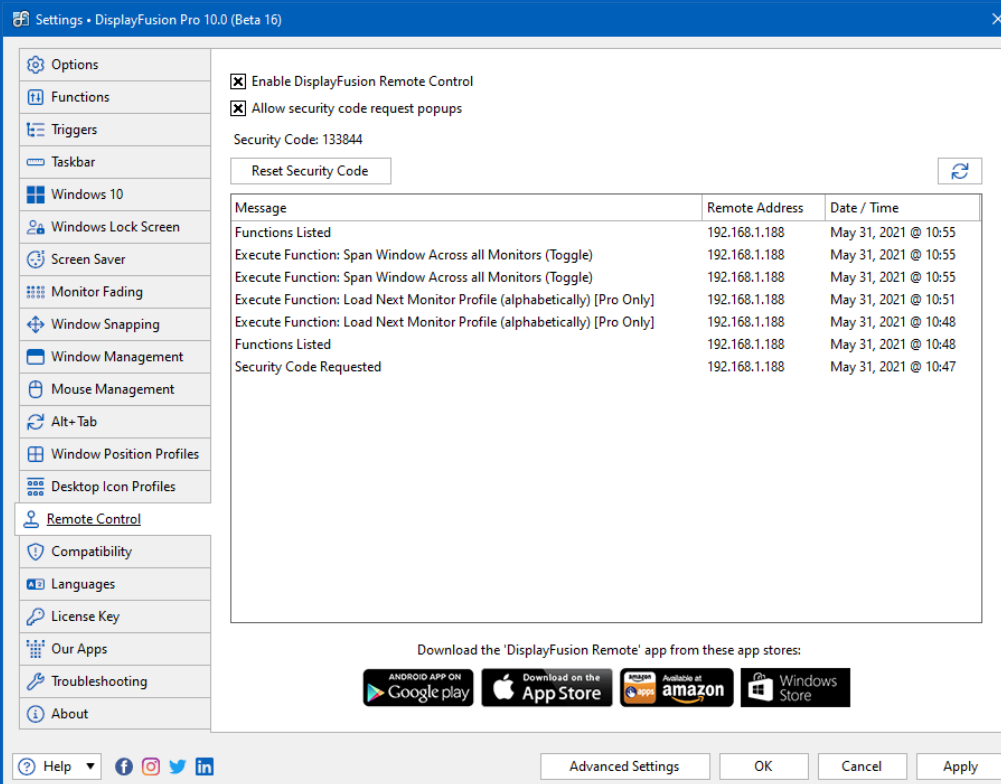 Settings • DisplayFusion Pro 10.0 (Beta 16)
Options
Functions
Triggers
Taskbar
Windows 10
Windows Lock Screen
Screen Saver
Monitor Fading
Window Snapping
Window Management
Mouse Management
Alt+Tab
Window Position Profiles
Desktop Icon Profiles
Remote Control
Compatibility
Languages
License Key
Our Apps
Troubleshooting
About
Enable DisplayFusion Remote Control
Allow security code request popups
Security Code: 133844
Reset Security Code
Message Remote Address Date / Time
Functions Listed 192.168.1.188 May 31, 2021 @ 10:55
Execute Function: Span Window Across all Monitors (Toggle) 192.168.1.188 May 31, 2021 @ 10:55
Execute Function: Span Window Across all Monitors (Toggle) 192.168.1.188 May 31, 2021 @ 10:55
Execute Function: Load Next Monitor Profile (alphabetically) [Pro Only] 192.168.1.188 May 31, 2021 @ 10:51
Execute Function: Load Next Monitor Profile (alphabetically) [Pro Only] 192.168.1.188 May 31, 2021 @ 10:48
Functions Listed 192.168.1.188 May 31, 2021 @ 10:48
Security Code Requested 192.168.1.188 May 31, 2021 @ 10:47
Download the 'DisplayFusion Remote' app from these app stores:
ANDROID APP ON
Google play
Download on the
App Store
amazon
apps
Available at
amazon
Windows
Store
Help
Advanced Settings
OK
Cancel
Apply